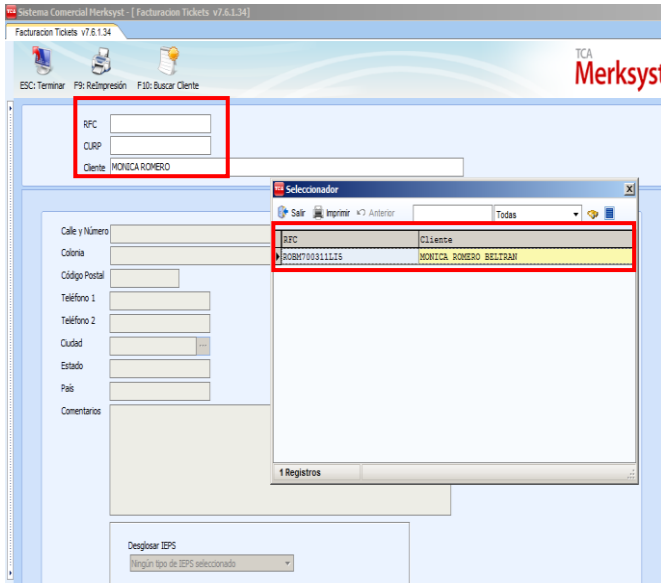 TCA Sistema Comercial Merksyst - [ Facturacion Tickets v7.6.1.34]
Facturacion Tickets v7.6.1.34
ESC: Terminar F9: ReImpresión F10: Buscar Cliente
TCA
Merksyst
RFC
CURP
Cliente MONICA ROMERO
TCA Seleccionador X
Salir Imprimir Anterior Todas
RFC Cliente
ROBM700311LI5 MONICA ROMERO BELTRAN
Calle y Número
Colonia
Código Postal
Teléfono 1
Teléfono 2
Ciudad ...
Estado
País
Comentarios
1 Registros
Desglosar IEPS
Ningún tipo de IEPS seleccionado